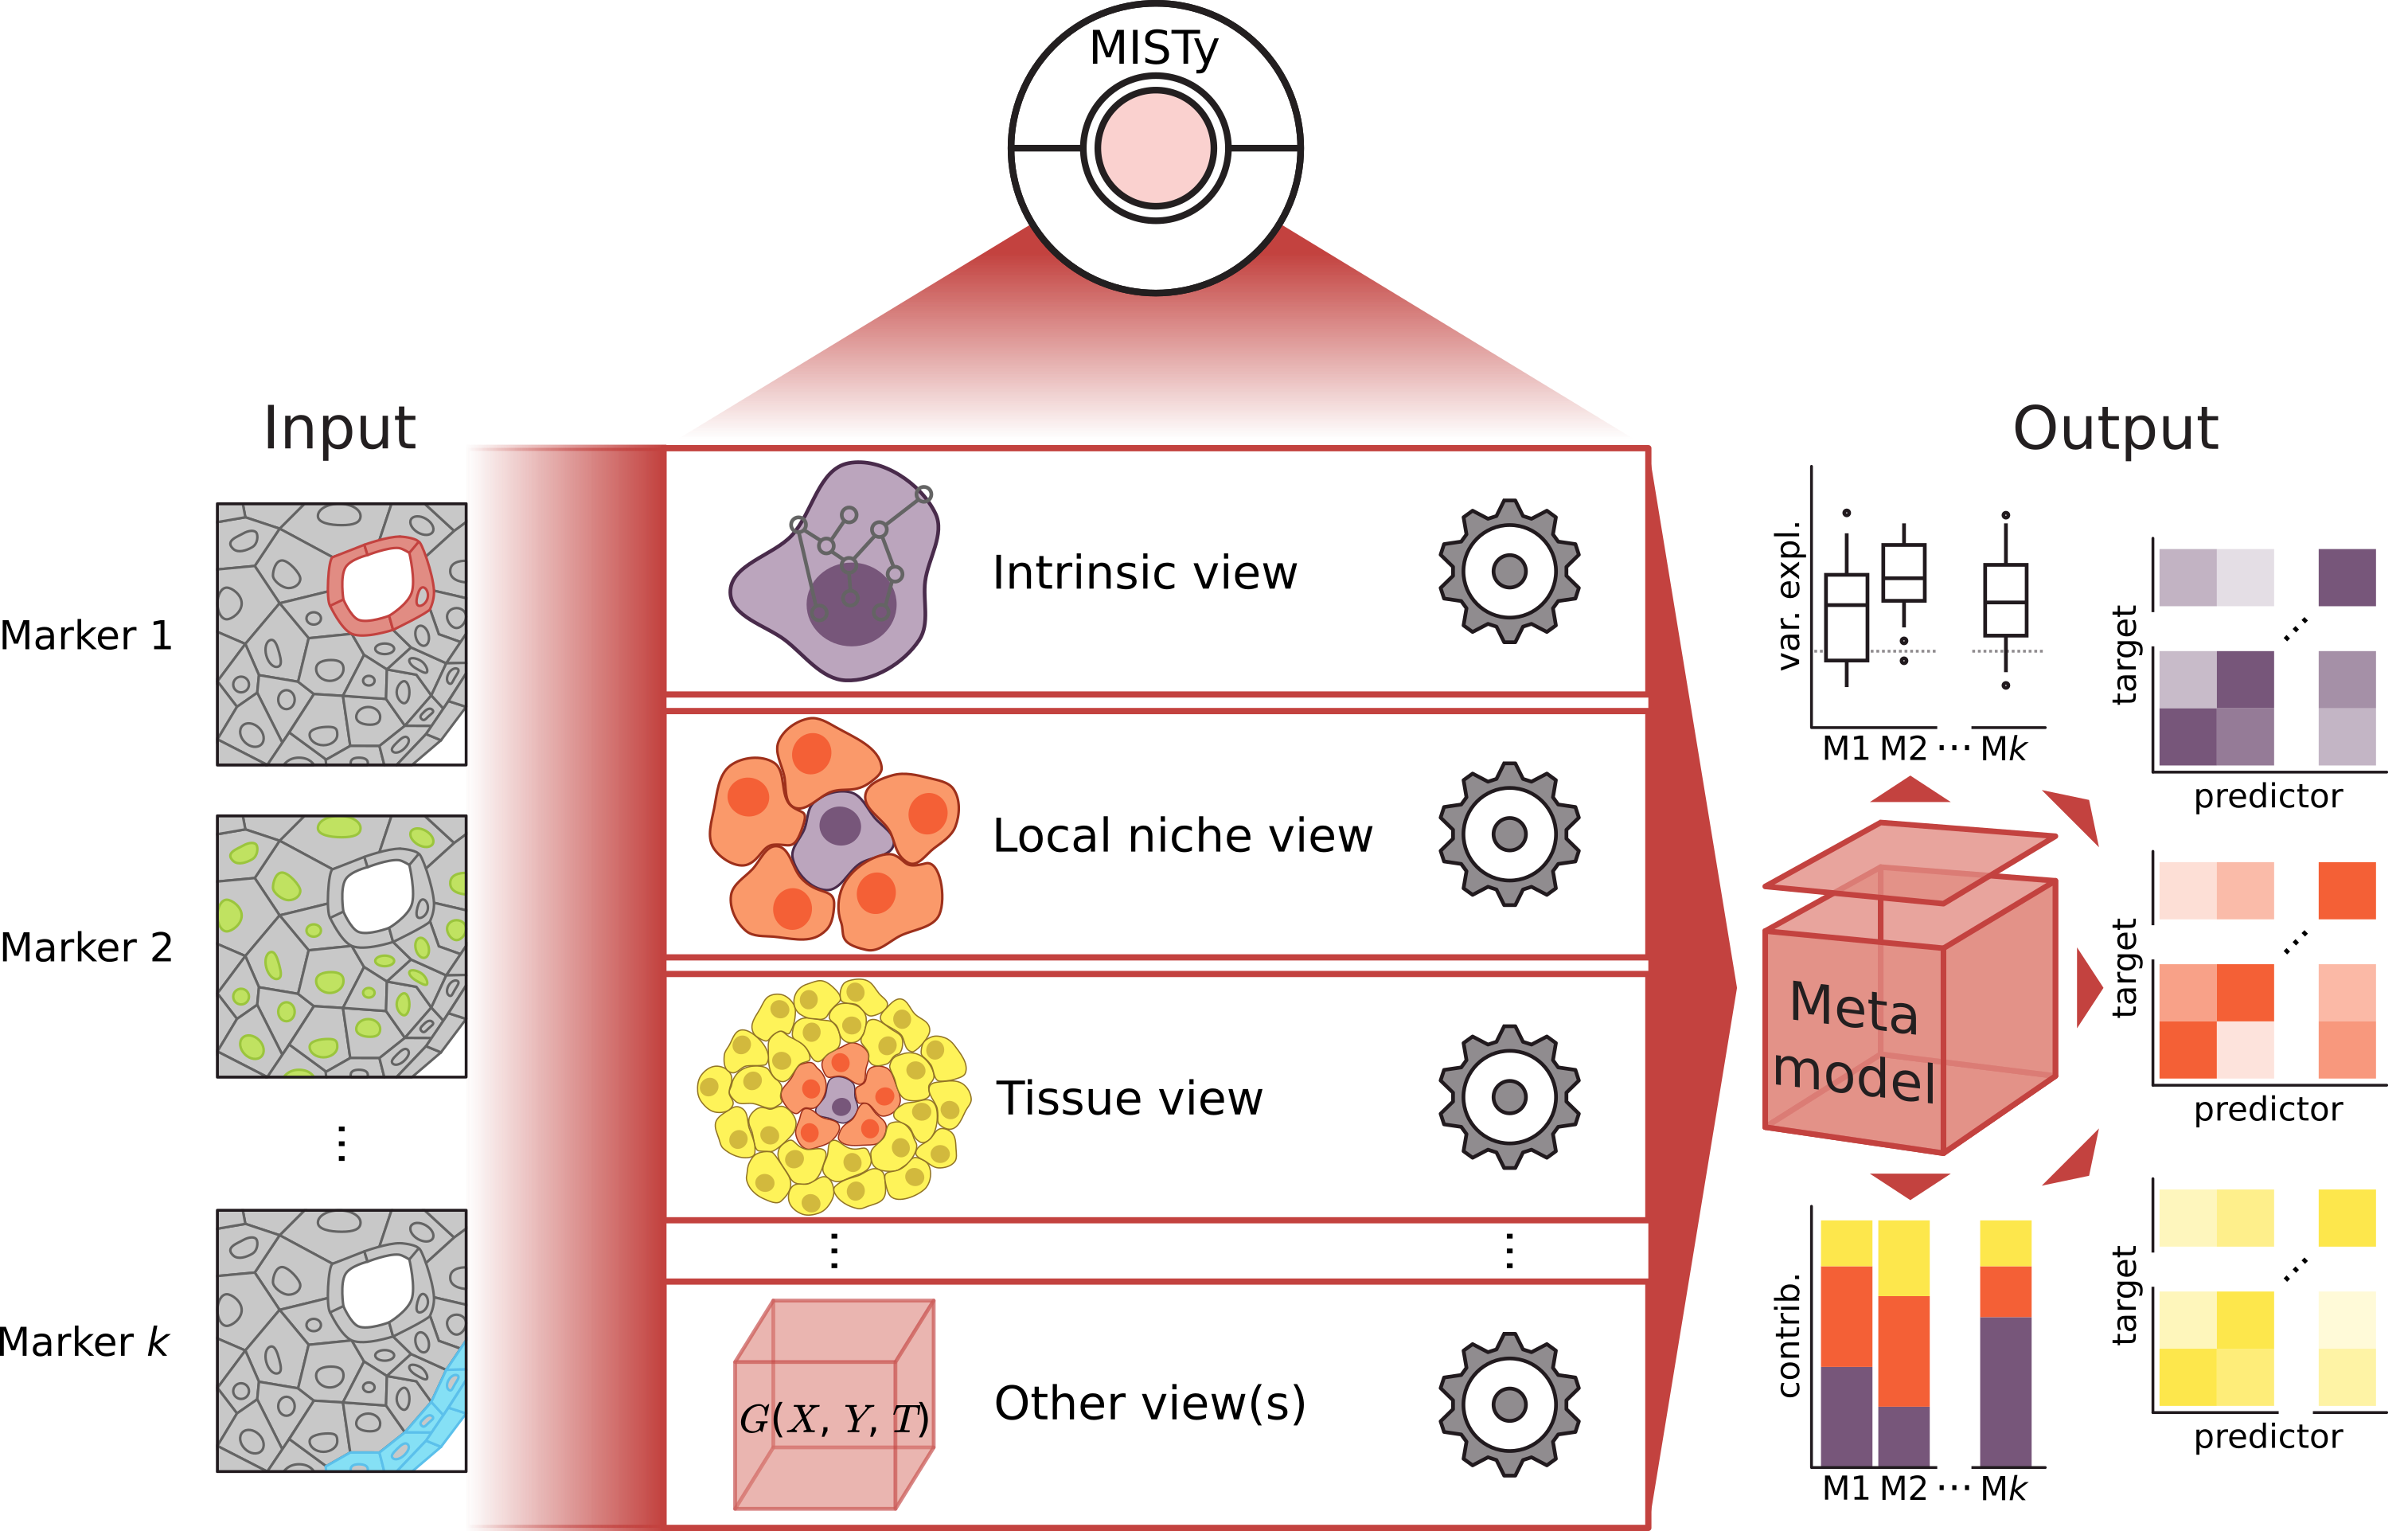 MISTy
Input
Marker 1
Marker 2
⋮
Marker k
Intrinsic view
Local niche view
Tissue view
⋮
⋮
Other view(s)
G(X, Y, T)
Meta
model
Output
var. expl.
M1 M2 ··· Mk
contrib.
M1 M2 ··· Mk
target
predictor
target
predictor
target
predictor